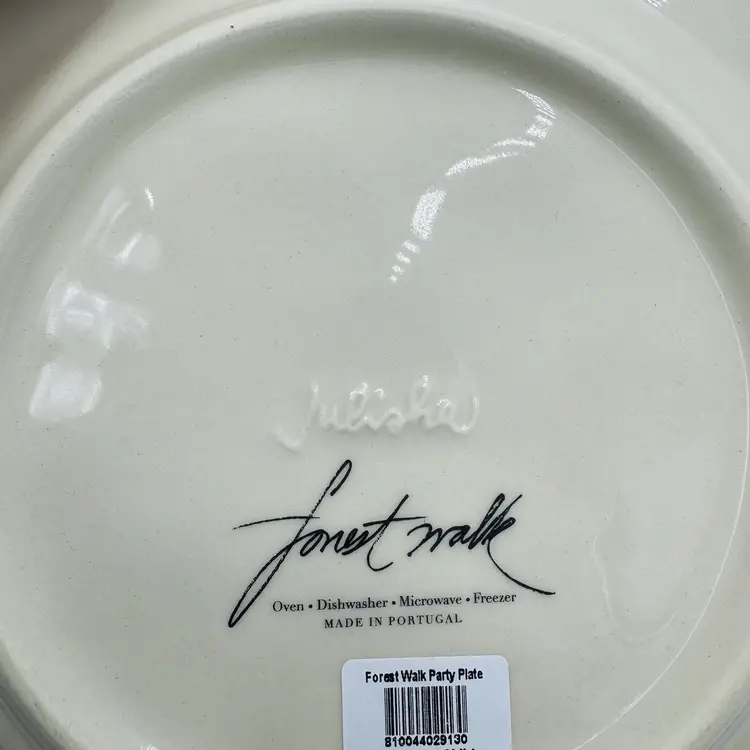 Juliska
forest walk
Oven • Dishwasher • Microwave • Freezer
MADE IN PORTUGAL
Forest Walk Party Plate
810044029130